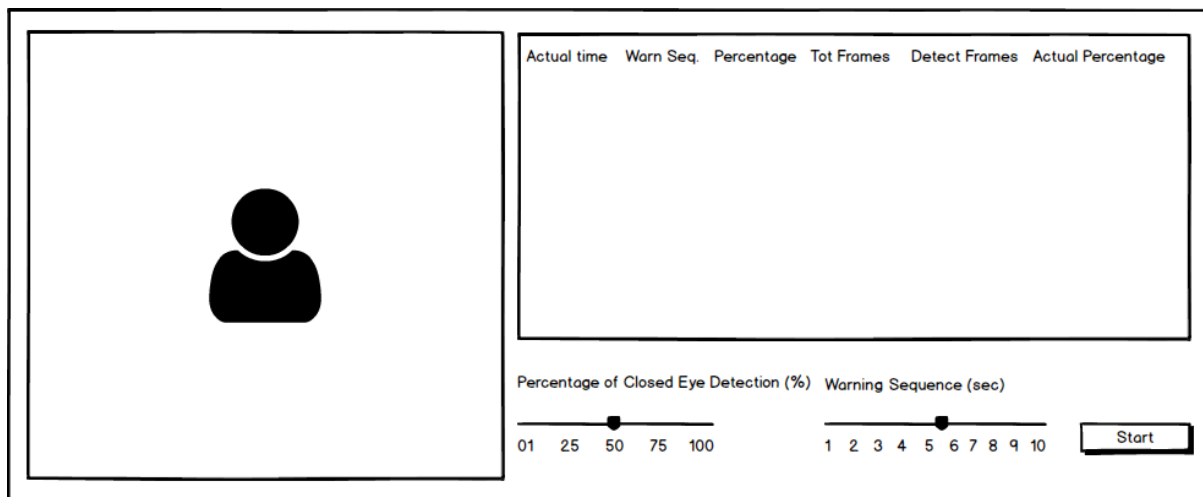 Actual time Warn Seq. Percentage Tot Frames Detect Frames Actual Percentage
Percentage of Closed Eye Detection (%) Warning Sequence (sec)
01 25 50 75 100 1 2 3 4 5 6 7 8 9 10 Start